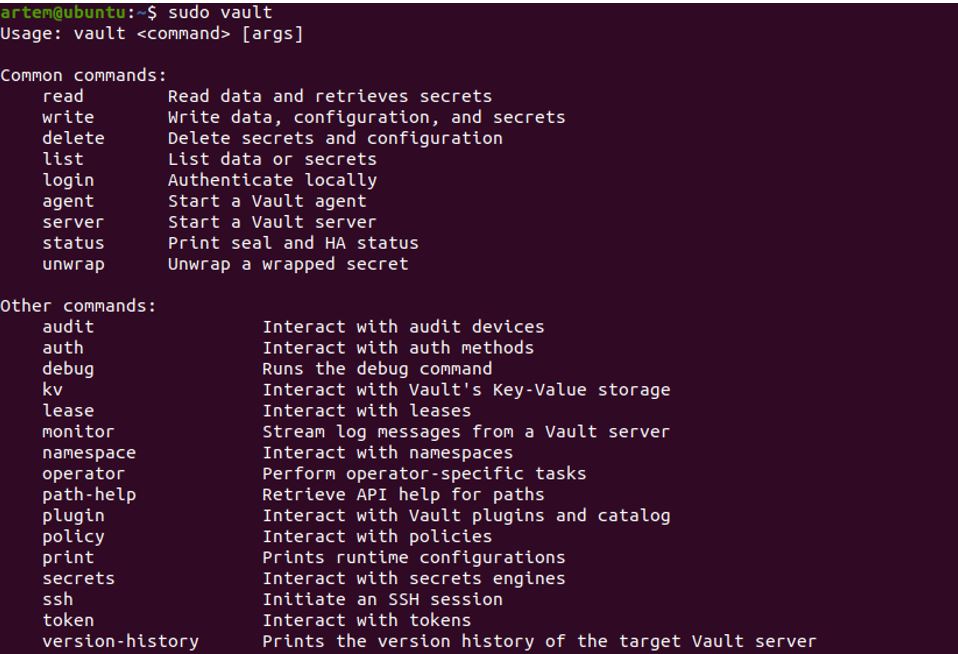 artem@ubuntu:~$ sudo vault
Usage: vault <command> [args]

Common commands:
    read        Read data and retrieves secrets
    write       Write data, configuration, and secrets
    delete      Delete secrets and configuration
    list        List data or secrets
    login       Authenticate locally
    agent       Start a Vault agent
    server      Start a Vault server
    status      Print seal and HA status
    unwrap      Unwrap a wrapped secret

Other commands:
    audit                Interact with audit devices
    auth                 Interact with auth methods
    debug                Runs the debug command
    kv                   Interact with Vault's Key-Value storage
    lease                Interact with leases
    monitor              Stream log messages from a Vault server
    namespace            Interact with namespaces
    operator             Perform operator-specific tasks
    path-help            Retrieve API help for paths
    plugin               Interact with Vault plugins and catalog
    policy               Interact with policies
    print                Prints runtime configurations
    secrets              Interact with secrets engines
    ssh                  Initiate an SSH session
    token                Interact with tokens
    version-history      Prints the version history of the target Vault server